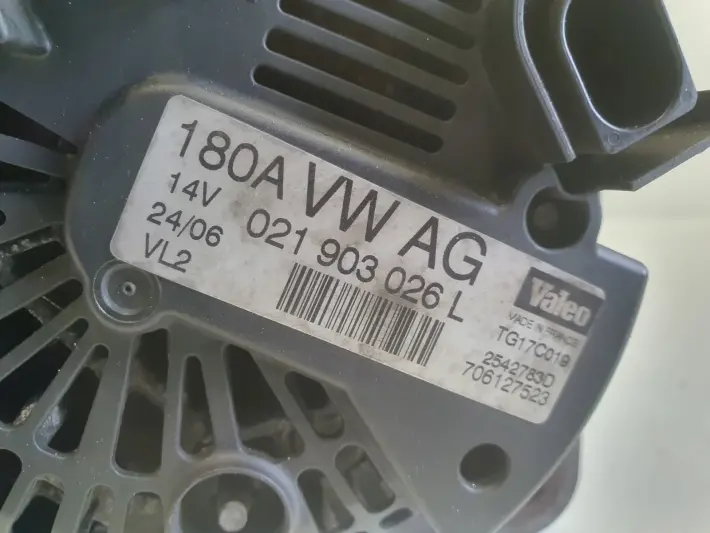 180A VW AG
14V 021 903 026 L
24/06
VL2
Valeo
MADE IN FRANCE
TG17C019
2542783D
706127523